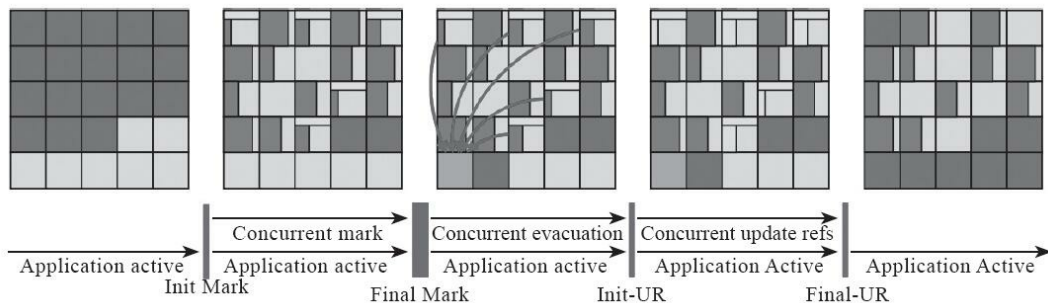 Concurrent mark
Concurrent evacuation
Concurrent update refs
Application active
Application active
Application active
Application Active
Application Active
Init Mark
Final Mark
Init-UR
Final-UR